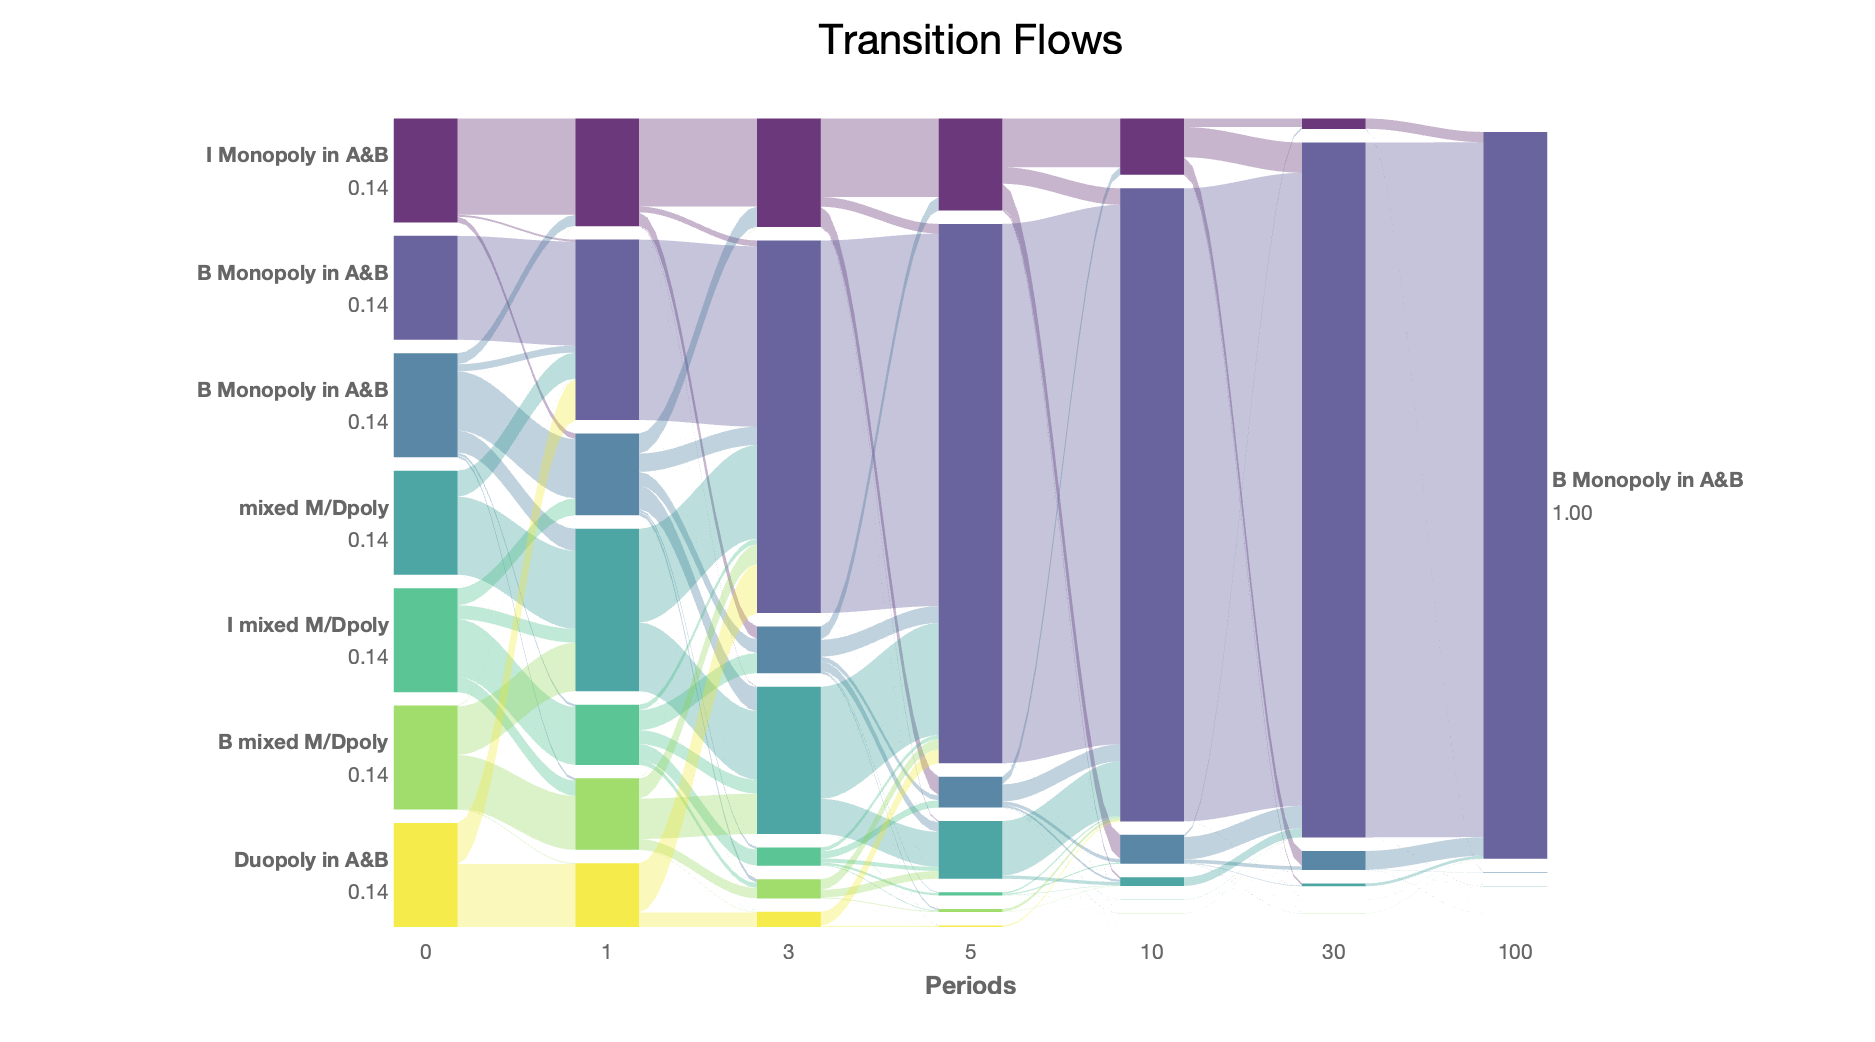 Transition Flows
I Monopoly in A&B
0.14
B Monopoly in A&B
0.14
B Monopoly in A&B
0.14
mixed M/Dpoly
0.14
I mixed M/Dpoly
0.14
B mixed M/Dpoly
0.14
Duopoly in A&B
0.14
B Monopoly in A&B
1.00
0 1 3 5 10 30 100
Periods